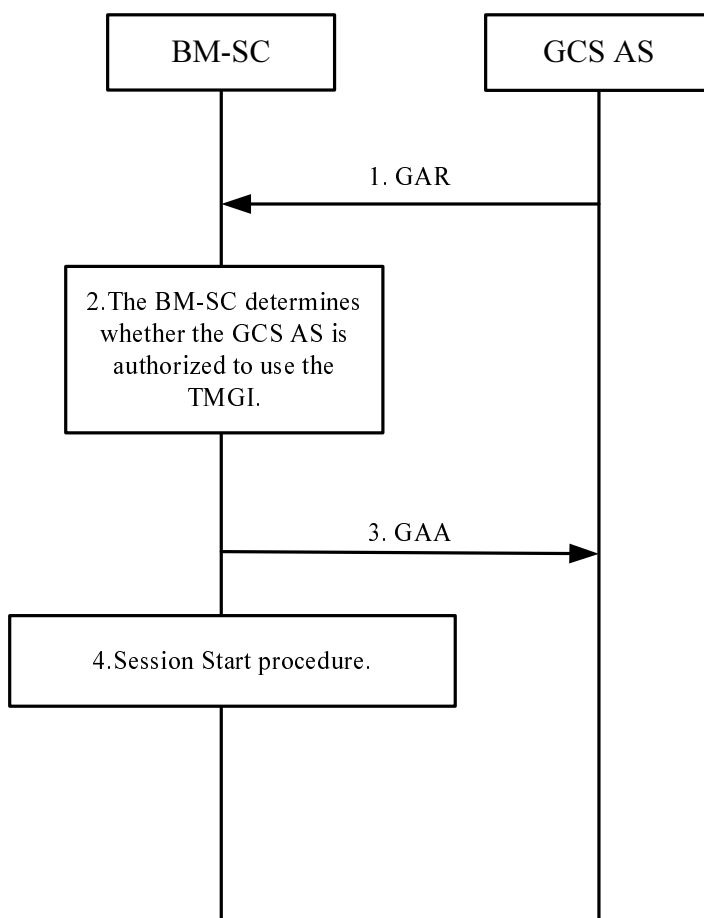 BM-SC
GCS AS
1. GAR
2.The BM-SC determines
whether the GCS AS is
authorized to use the
TMGI.
3. GAA
4.Session Start procedure.